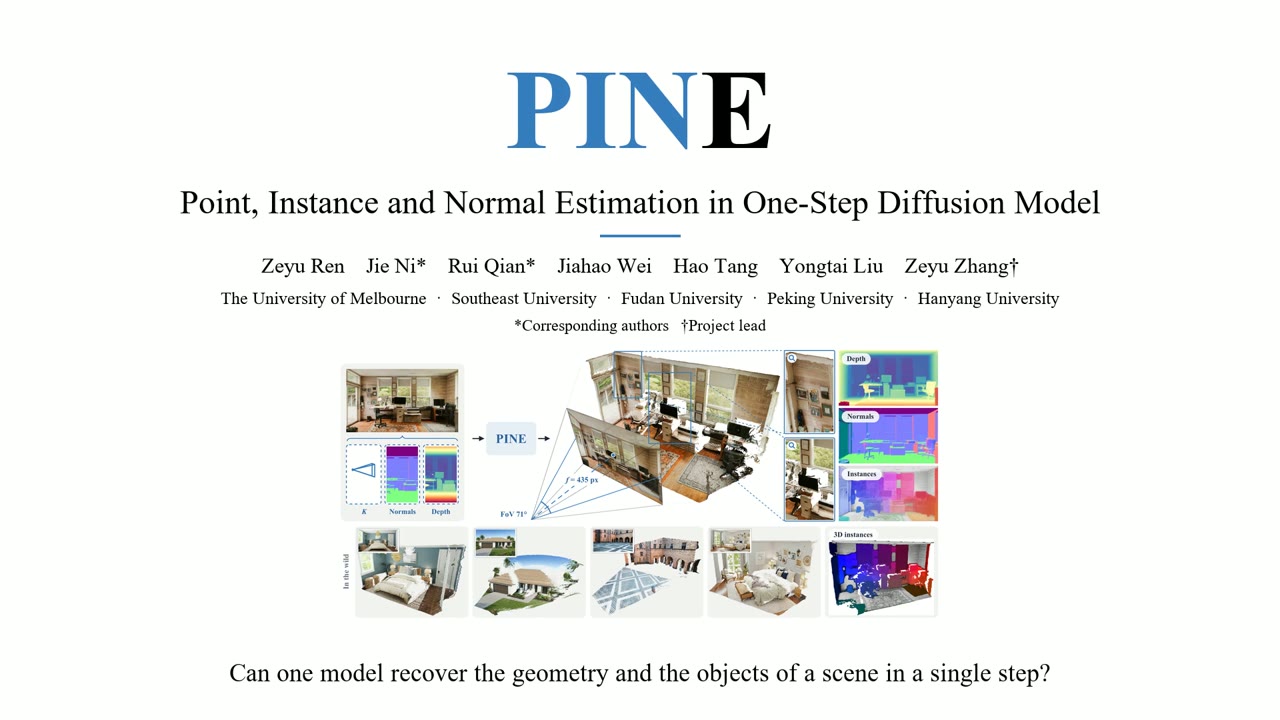 PINE
Point, Instance and Normal Estimation in One-Step Diffusion Model
Zeyu Ren Jie Ni* Rui Qian* Jiahao Wei Hao Tang Yongtai Liu Zeyu Zhang†
The University of Melbourne · Southeast University · Fudan University · Peking University · Hanyang University
*Corresponding authors †Project lead
PINE
K
Normals
Depth
f = 435 px
FoV 71°
Depth
Normals
Instances
In the wild
3D instances
Can one model recover the geometry and the objects of a scene in a single step?